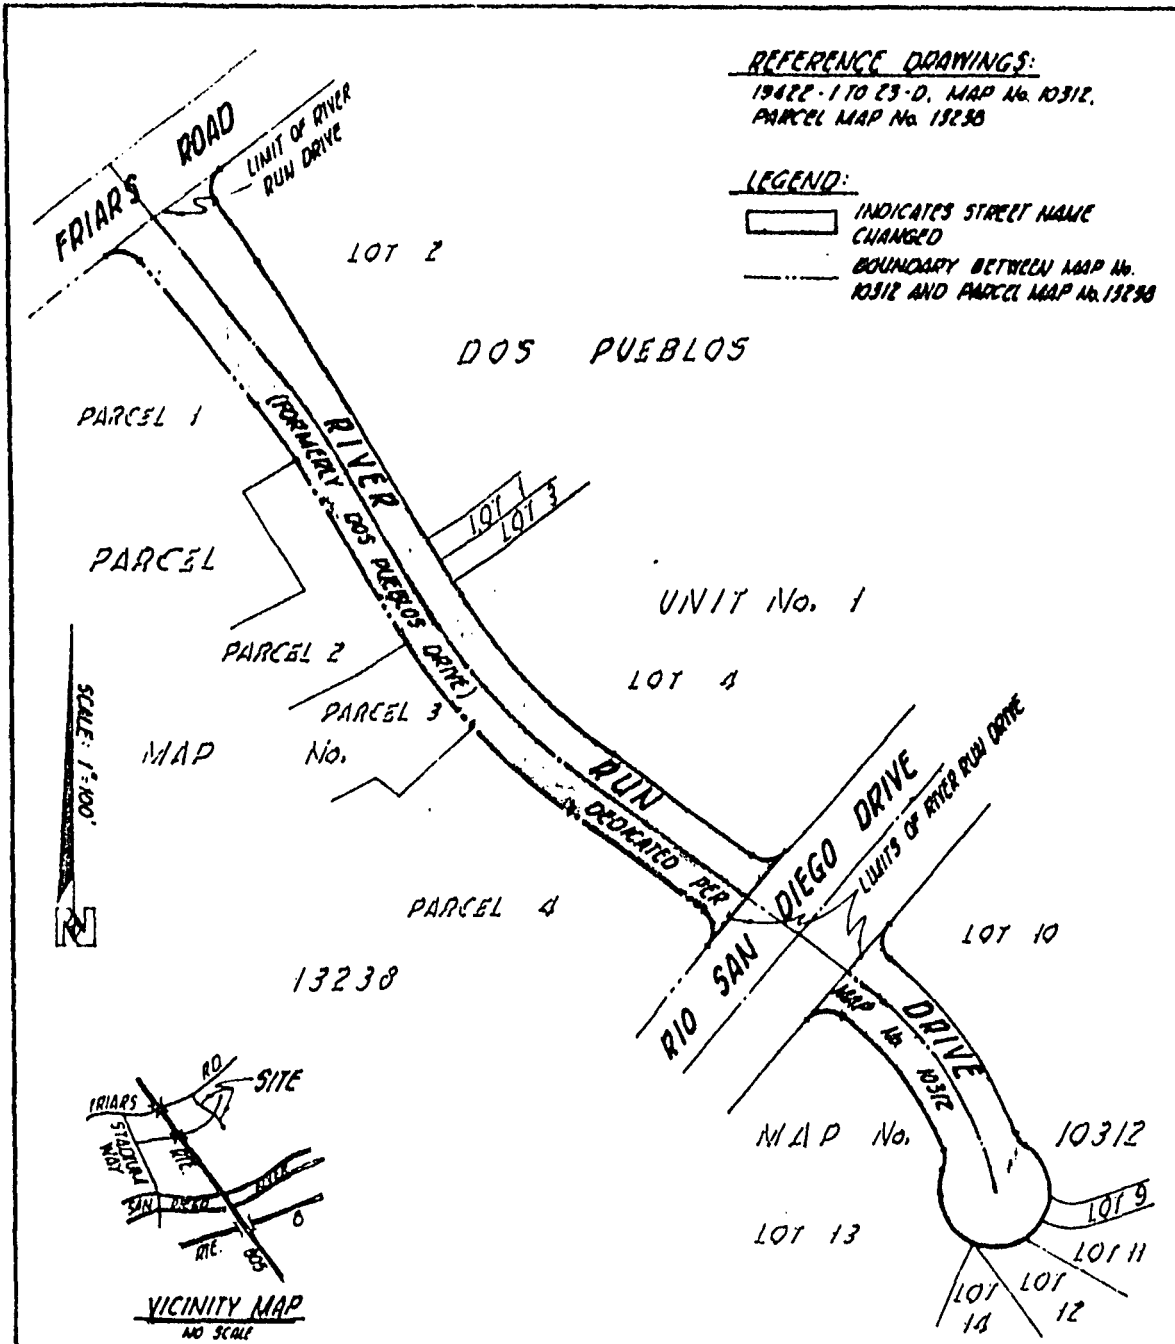 REFERENCE DRAWINGS:
19422-1 TO 23-D, MAP No. 10312,
PARCEL MAP No. 13238
LEGEND:
INDICATES STREET NAME
CHANGED
BOUNDARY BETWEEN MAP No.
10312 AND PARCEL MAP No. 13238
FRIARS ROAD
LIMIT OF RIVER
RUN DRIVE
LOT 2
DOS PUEBLOS
PARCEL 1
RIVER RUN DRIVE
(FORMERLY DOS PUEBLOS DRIVE)
LOT 1
LOT 3
PARCEL
UNIT No. 1
PARCEL 2
LOT 4
PARCEL 3
MAP No.
SCALE: 1"=100'
N
DEDICATED PER
MAP No. 10312
RIO SAN DIEGO DRIVE
LIMITS OF RIVER RUN DRIVE
PARCEL 4
LOT 10
13238
MAP No. 10312
LOT 9
LOT 11
LOT 12
LOT 13
LOT 14
SITE
FRIARS RD.
STADIUM
WAY
RTE.
SAN DIEGO RIVER
RTE. 8
805
VICINITY MAP
NO SCALE